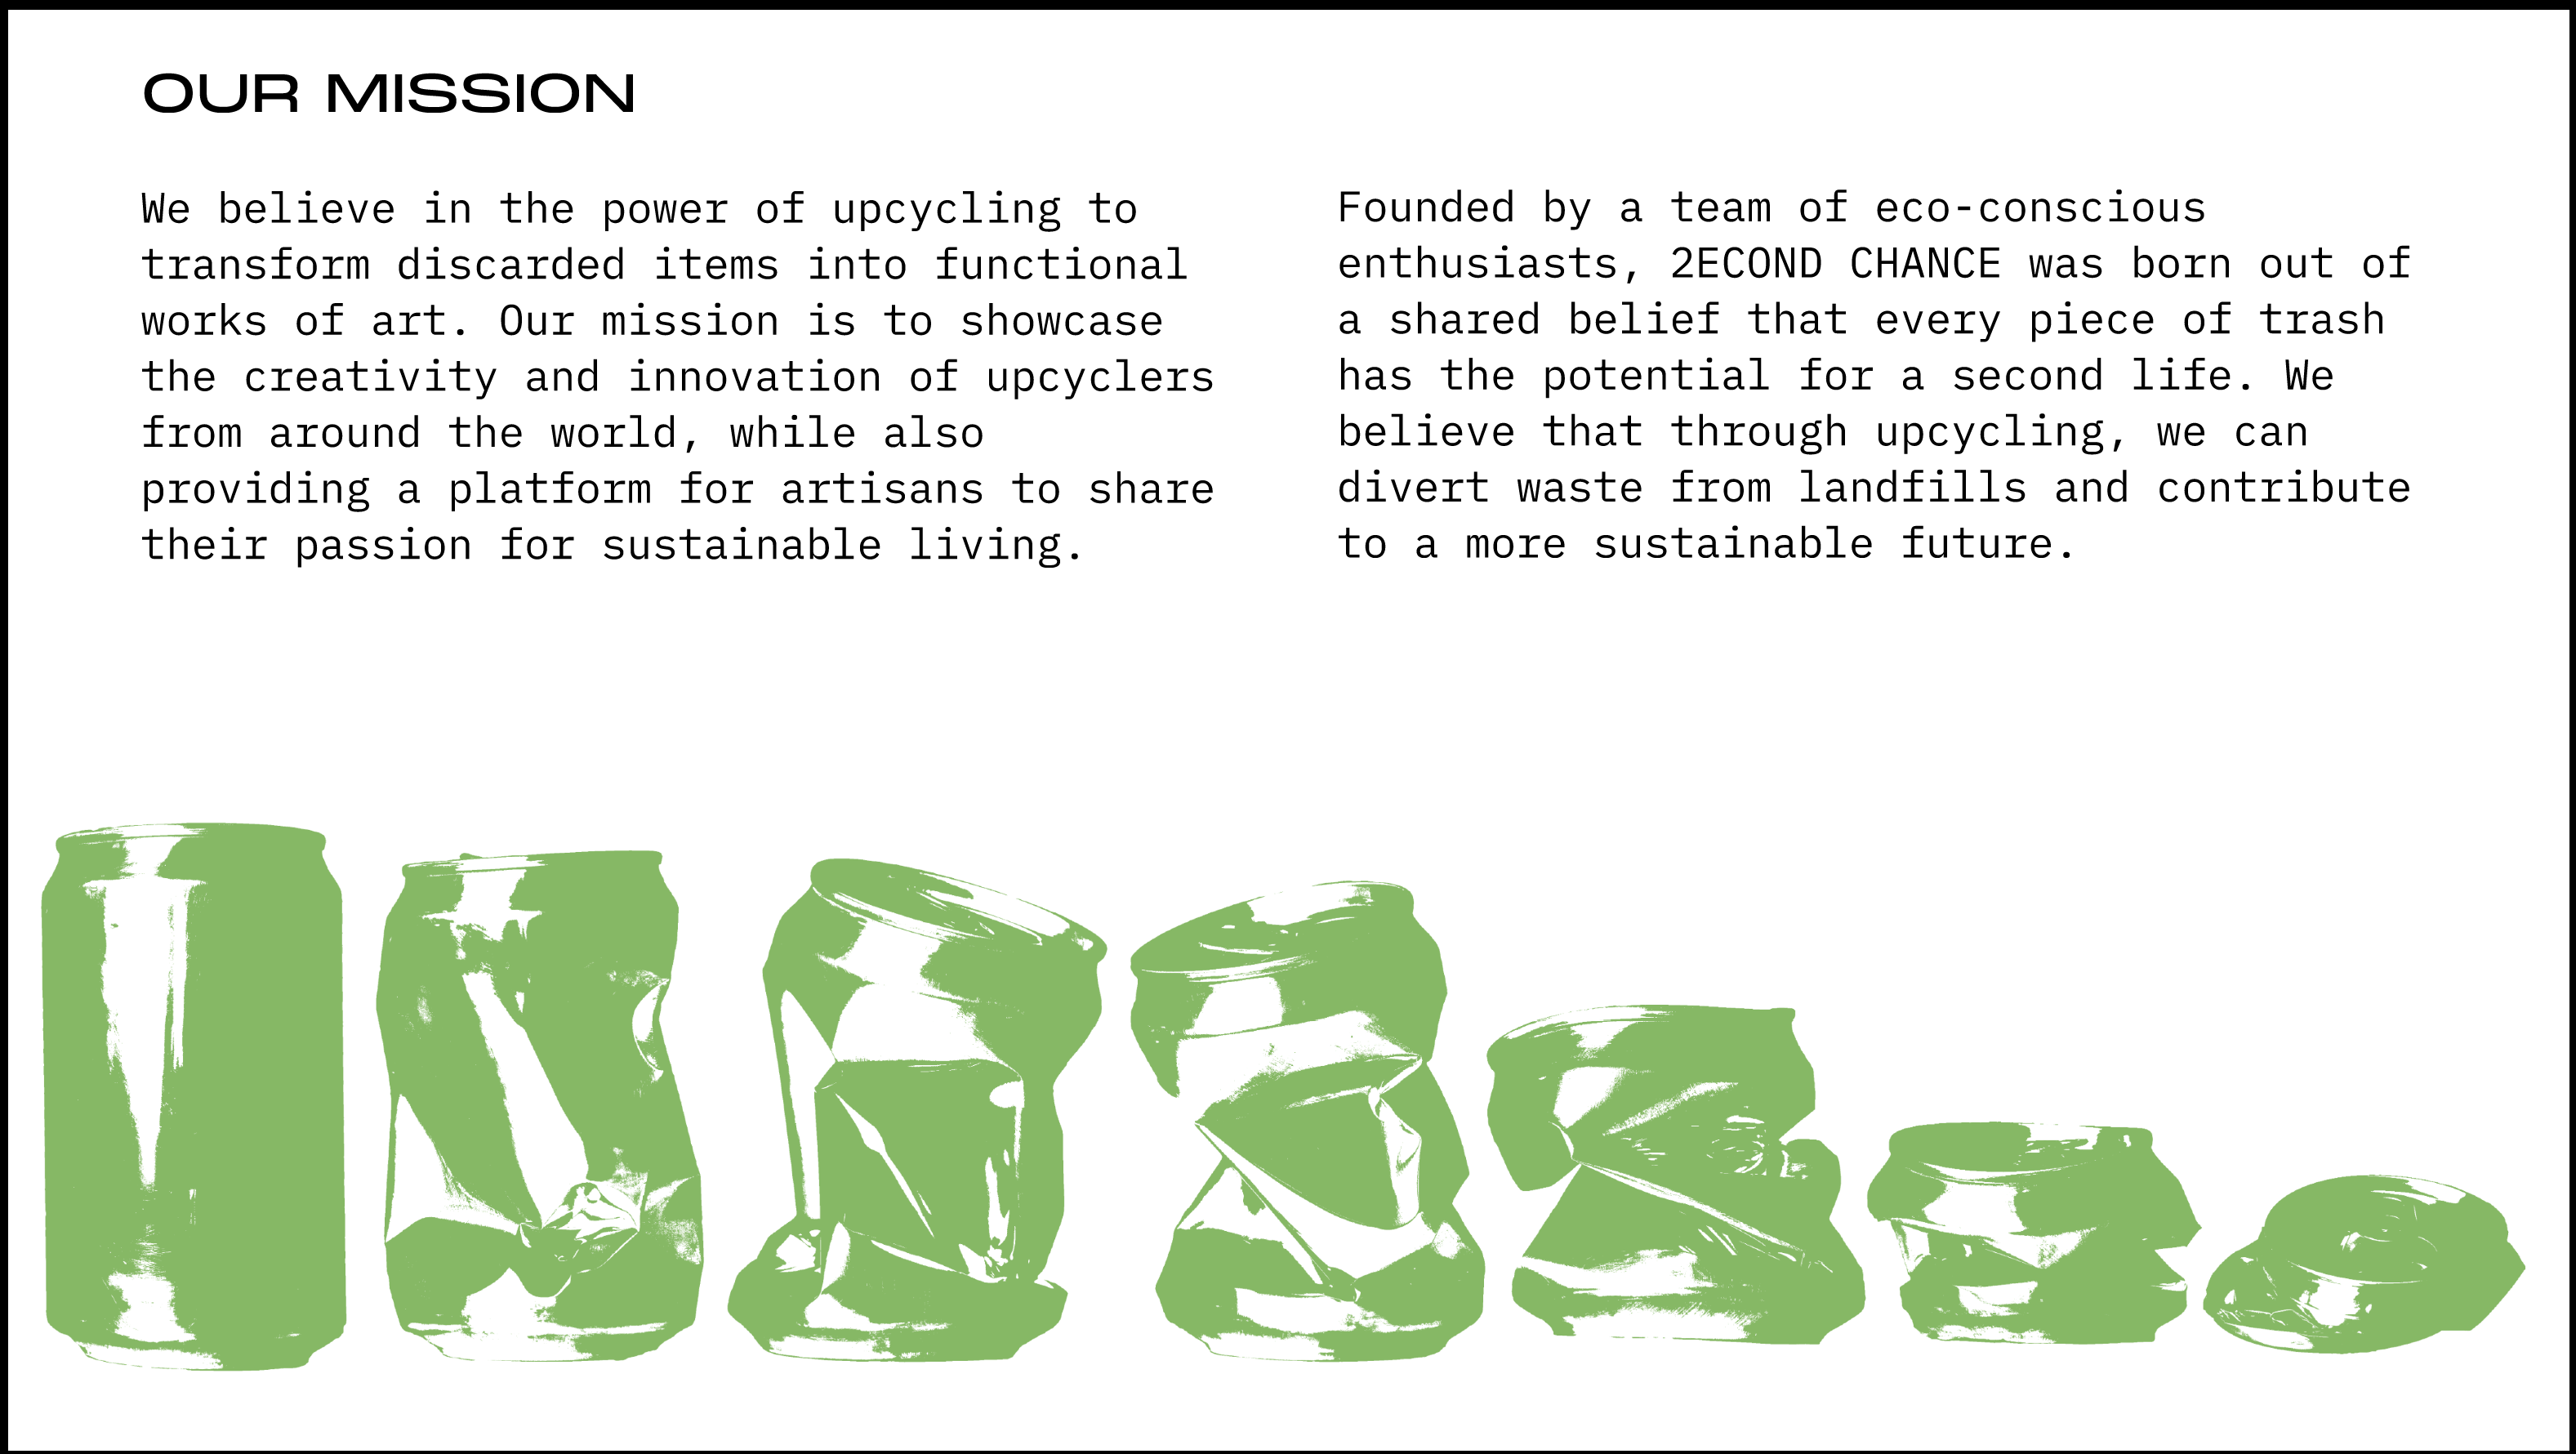 OUR MISSION
We believe in the power of upcycling to
transform discarded items into functional
works of art. Our mission is to showcase
the creativity and innovation of upcyclers
from around the world, while also
providing a platform for artisans to share
their passion for sustainable living.
Founded by a team of eco-conscious
enthusiasts, 2ECOND CHANCE was born out of
a shared belief that every piece of trash
has the potential for a second life. We
believe that through upcycling, we can
divert waste from landfills and contribute
to a more sustainable future.